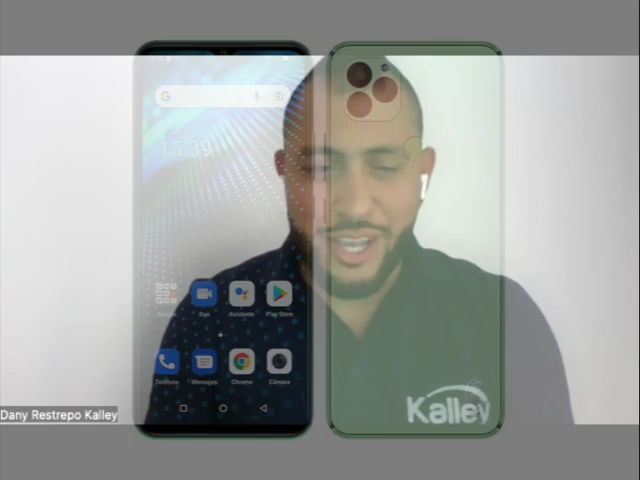 G
15:39
Duo
Asistente
Play Store
Teléfono
Mensajes
Chrome
Cámara
Dany Restrepo Kalley
Kalley